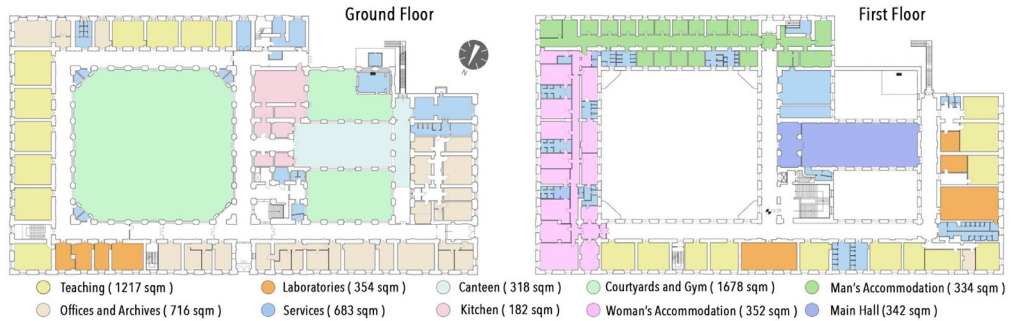 Ground Floor
First Floor
N
Teaching ( 1217 sqm )
Laboratories ( 354 sqm )
Canteen ( 318 sqm )
Courtyards and Gym ( 1678 sqm )
Man's Accommodation ( 334 sqm )
Offices and Archives ( 716 sqm )
Services ( 683 sqm )
Kitchen ( 182 sqm )
Woman's Accommodation ( 352 sqm )
Main Hall (342 sqm )